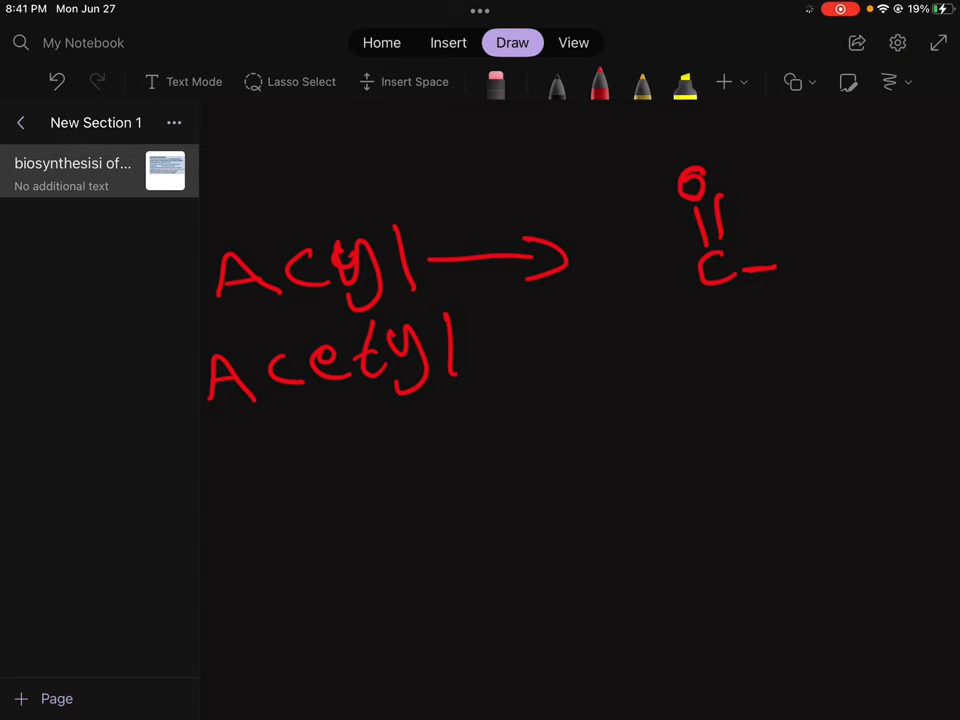 8:41 PM Mon Jun 27
19%
My Notebook
Home Insert Draw View
Text Mode Lasso Select Insert Space
New Section 1
biosynthesisi of...
No additional text
Acyl
O
C
Acetyl
Page